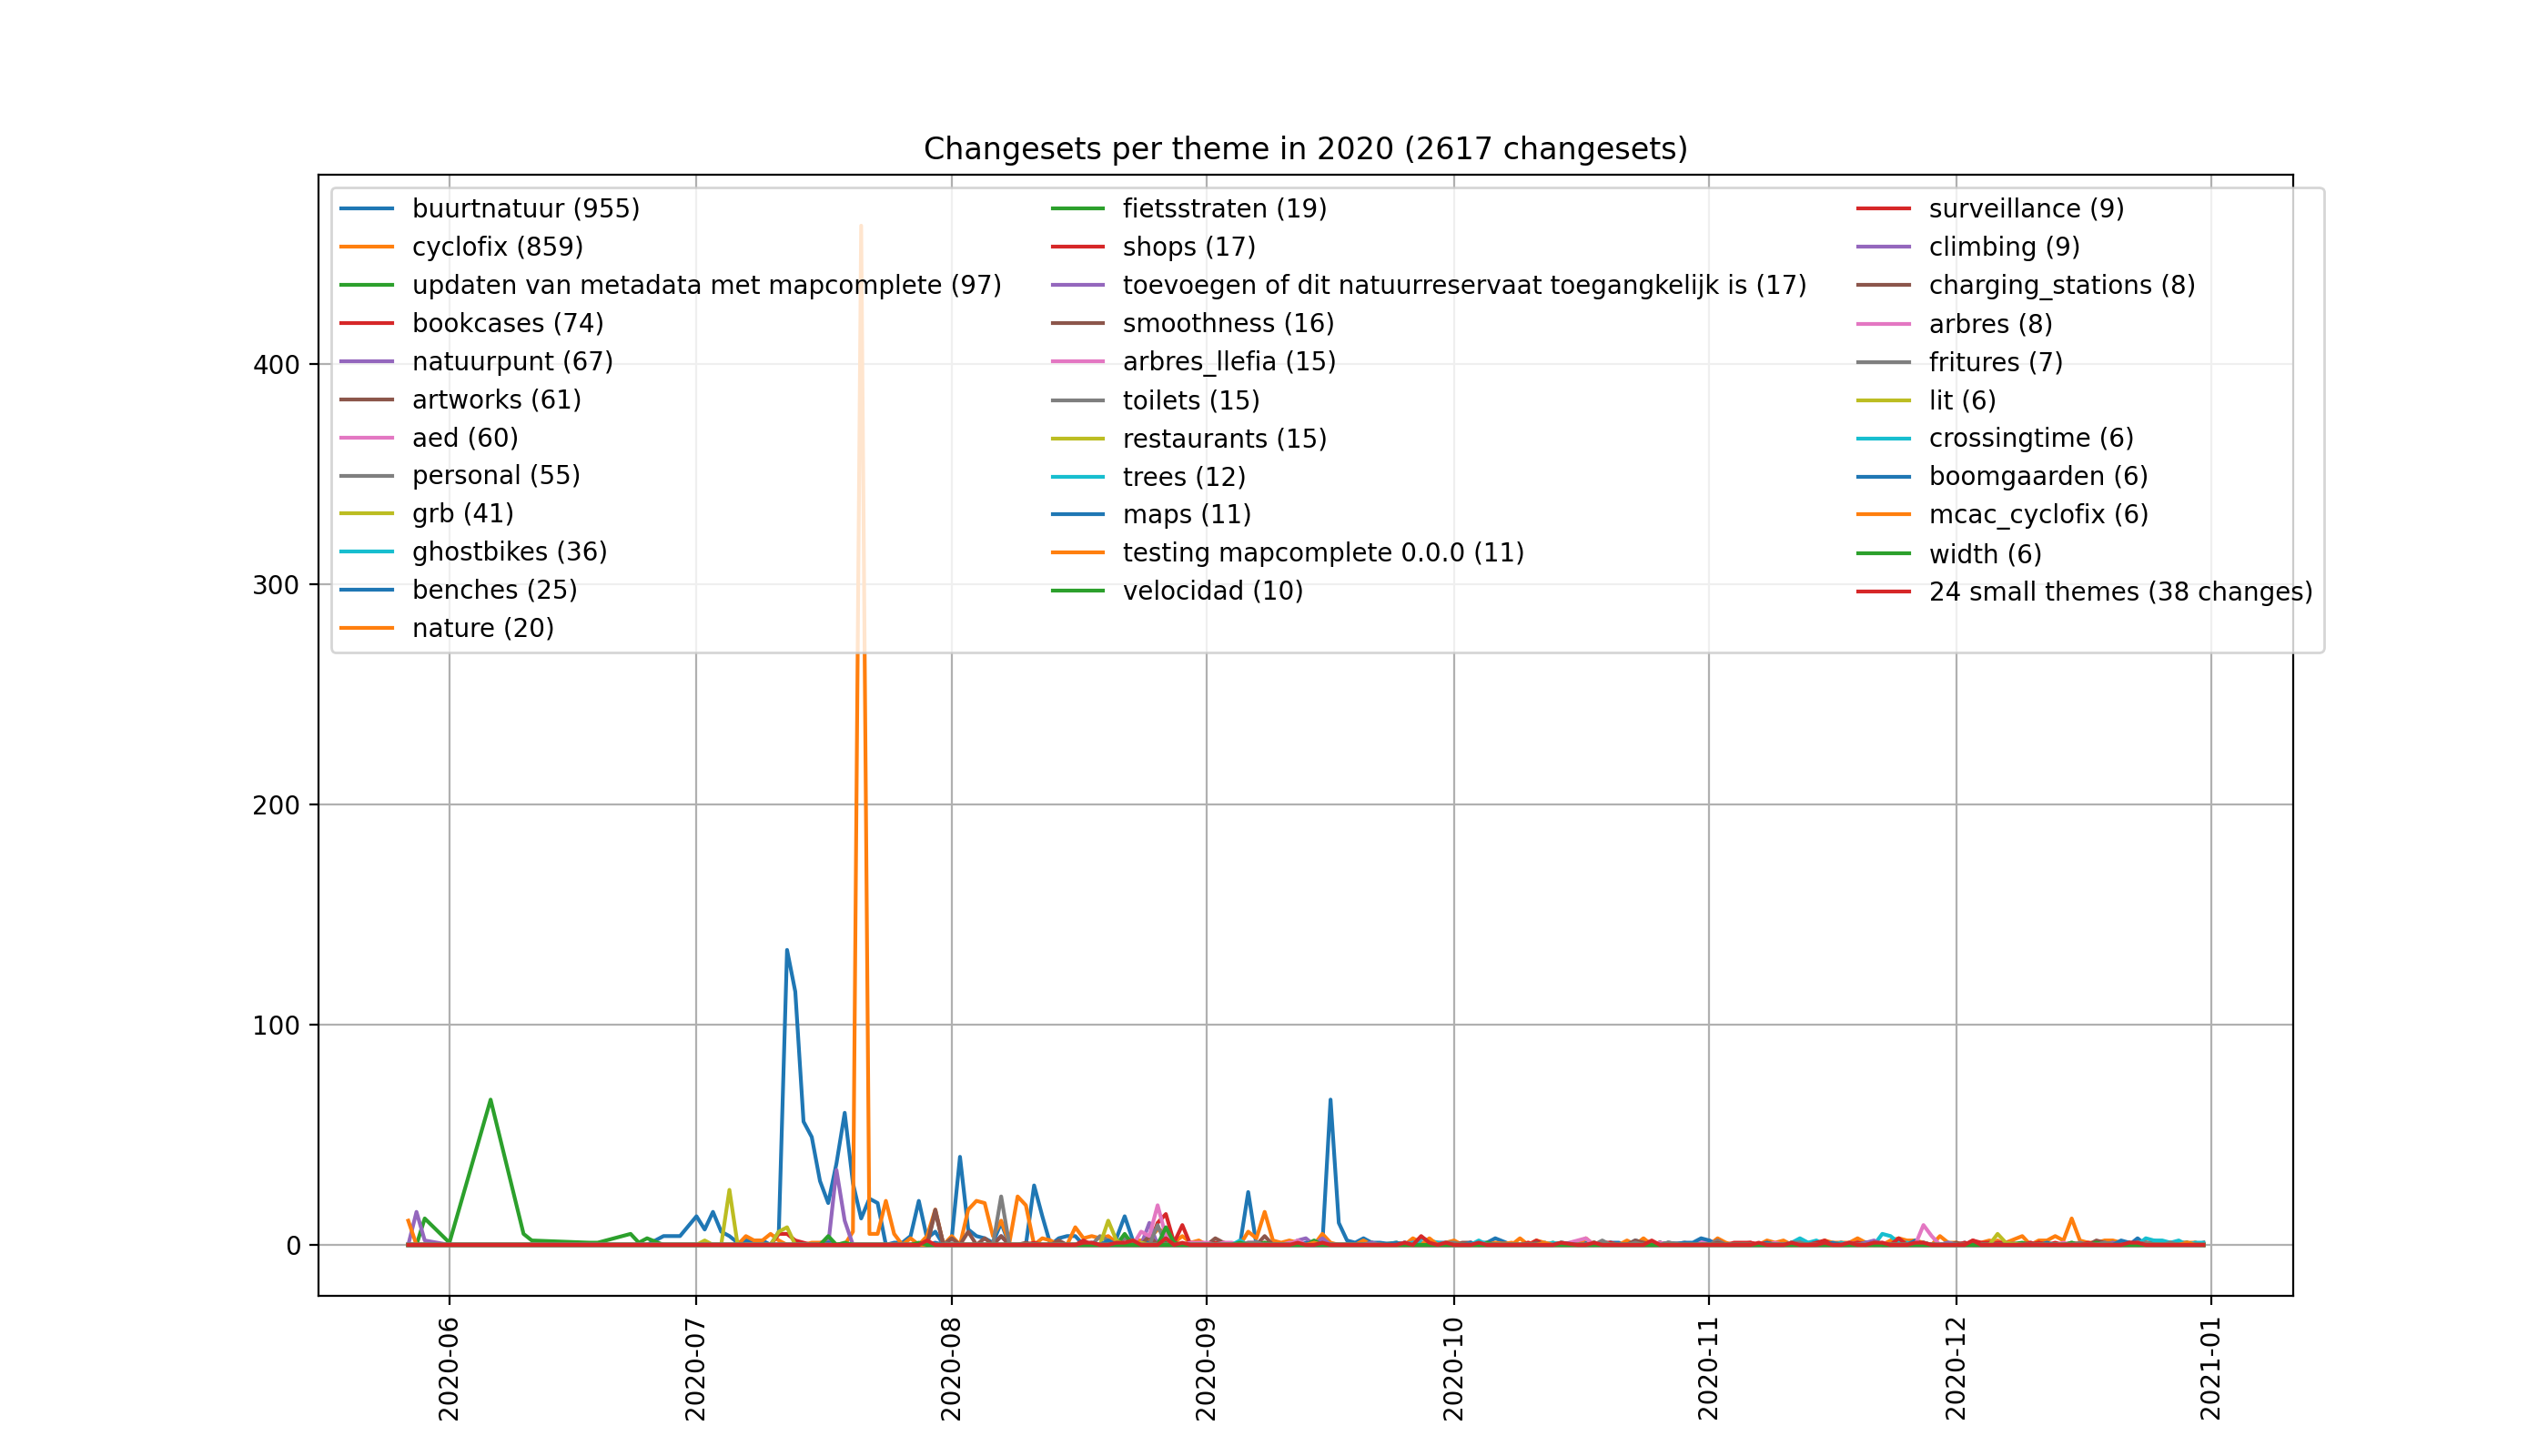 Changesets per theme in 2020 (2617 changesets)
buurtnatuur (955)
cyclofix (859)
updaten van metadata met mapcomplete (97)
bookcases (74)
natuurpunt (67)
artworks (61)
aed (60)
personal (55)
grb (41)
ghostbikes (36)
benches (25)
nature (20)
fietsstraten (19)
shops (17)
toevoegen of dit natuurreservaat toegangkelijk is (17)
smoothness (16)
arbres_llefia (15)
toilets (15)
restaurants (15)
trees (12)
maps (11)
testing mapcomplete 0.0.0 (11)
velocidad (10)
surveillance (9)
climbing (9)
charging_stations (8)
arbres (8)
fritures (7)
lit (6)
crossingtime (6)
boomgaarden (6)
mcac_cyclofix (6)
width (6)
24 small themes (38 changes)
400
300
200
100
0
2020-06
2020-07
2020-08
2020-09
2020-10
2020-11
2020-12
2021-01